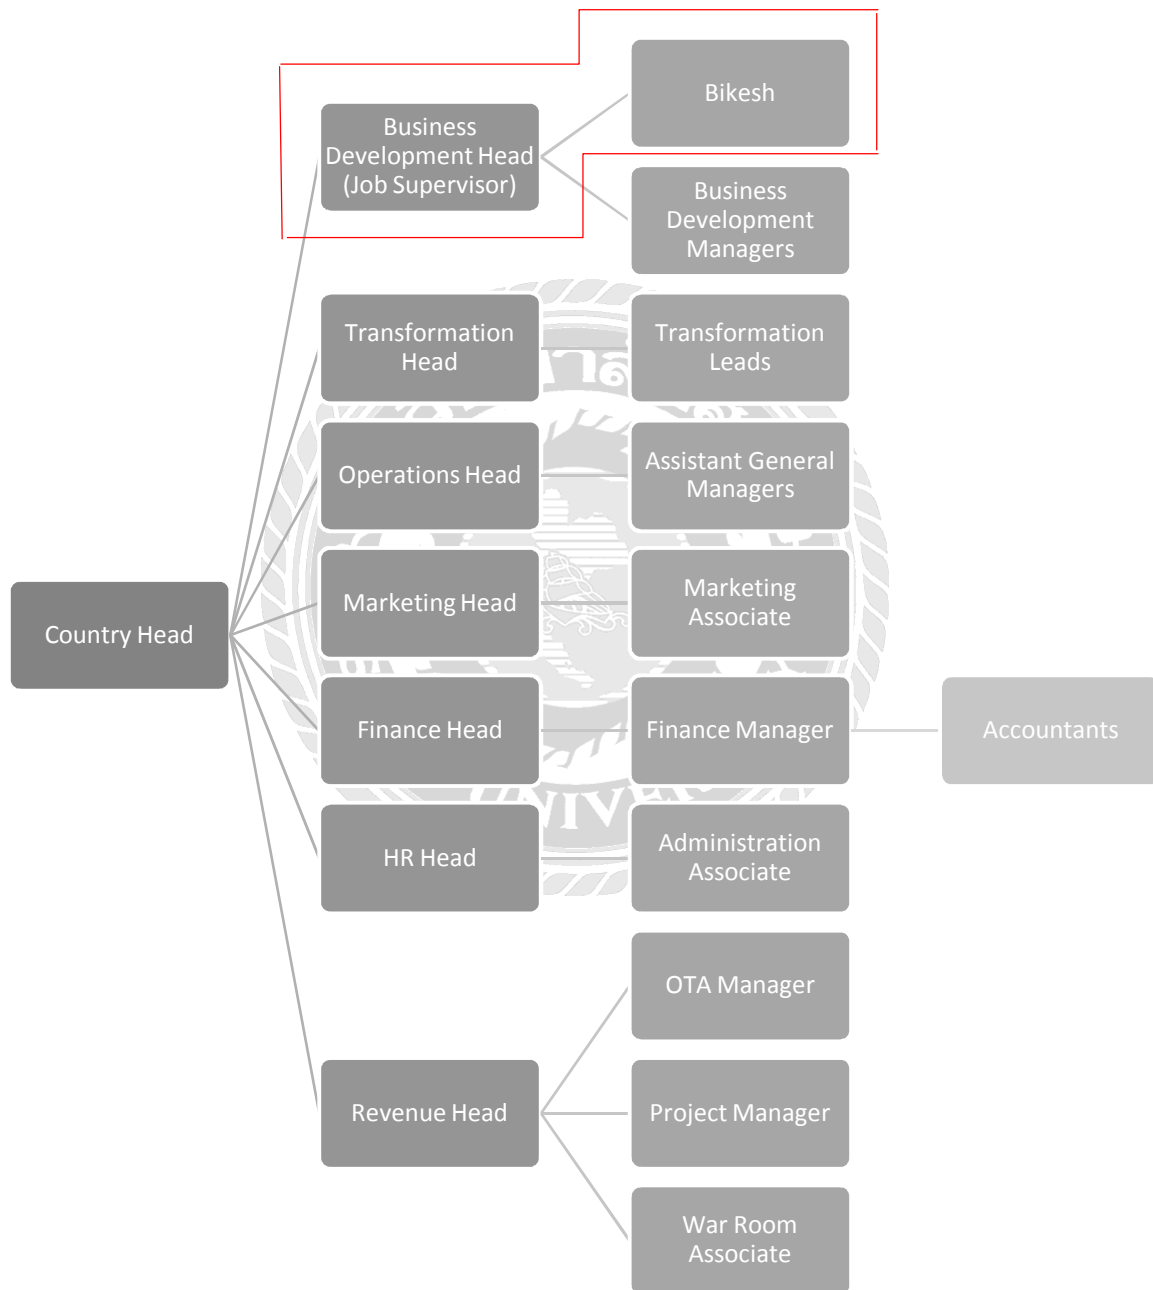 Bikesh
Business
Development Head
(Job Supervisor)
Business
Development
Managers
Transformation
Head
Transformation
Leads
Operations Head
Assistant General
Managers
Country Head
Marketing Head
Marketing
Associate
Finance Head
Finance Manager
Accountants
HR Head
Administration
Associate
OTA Manager
Revenue Head
Project Manager
War Room
Associate